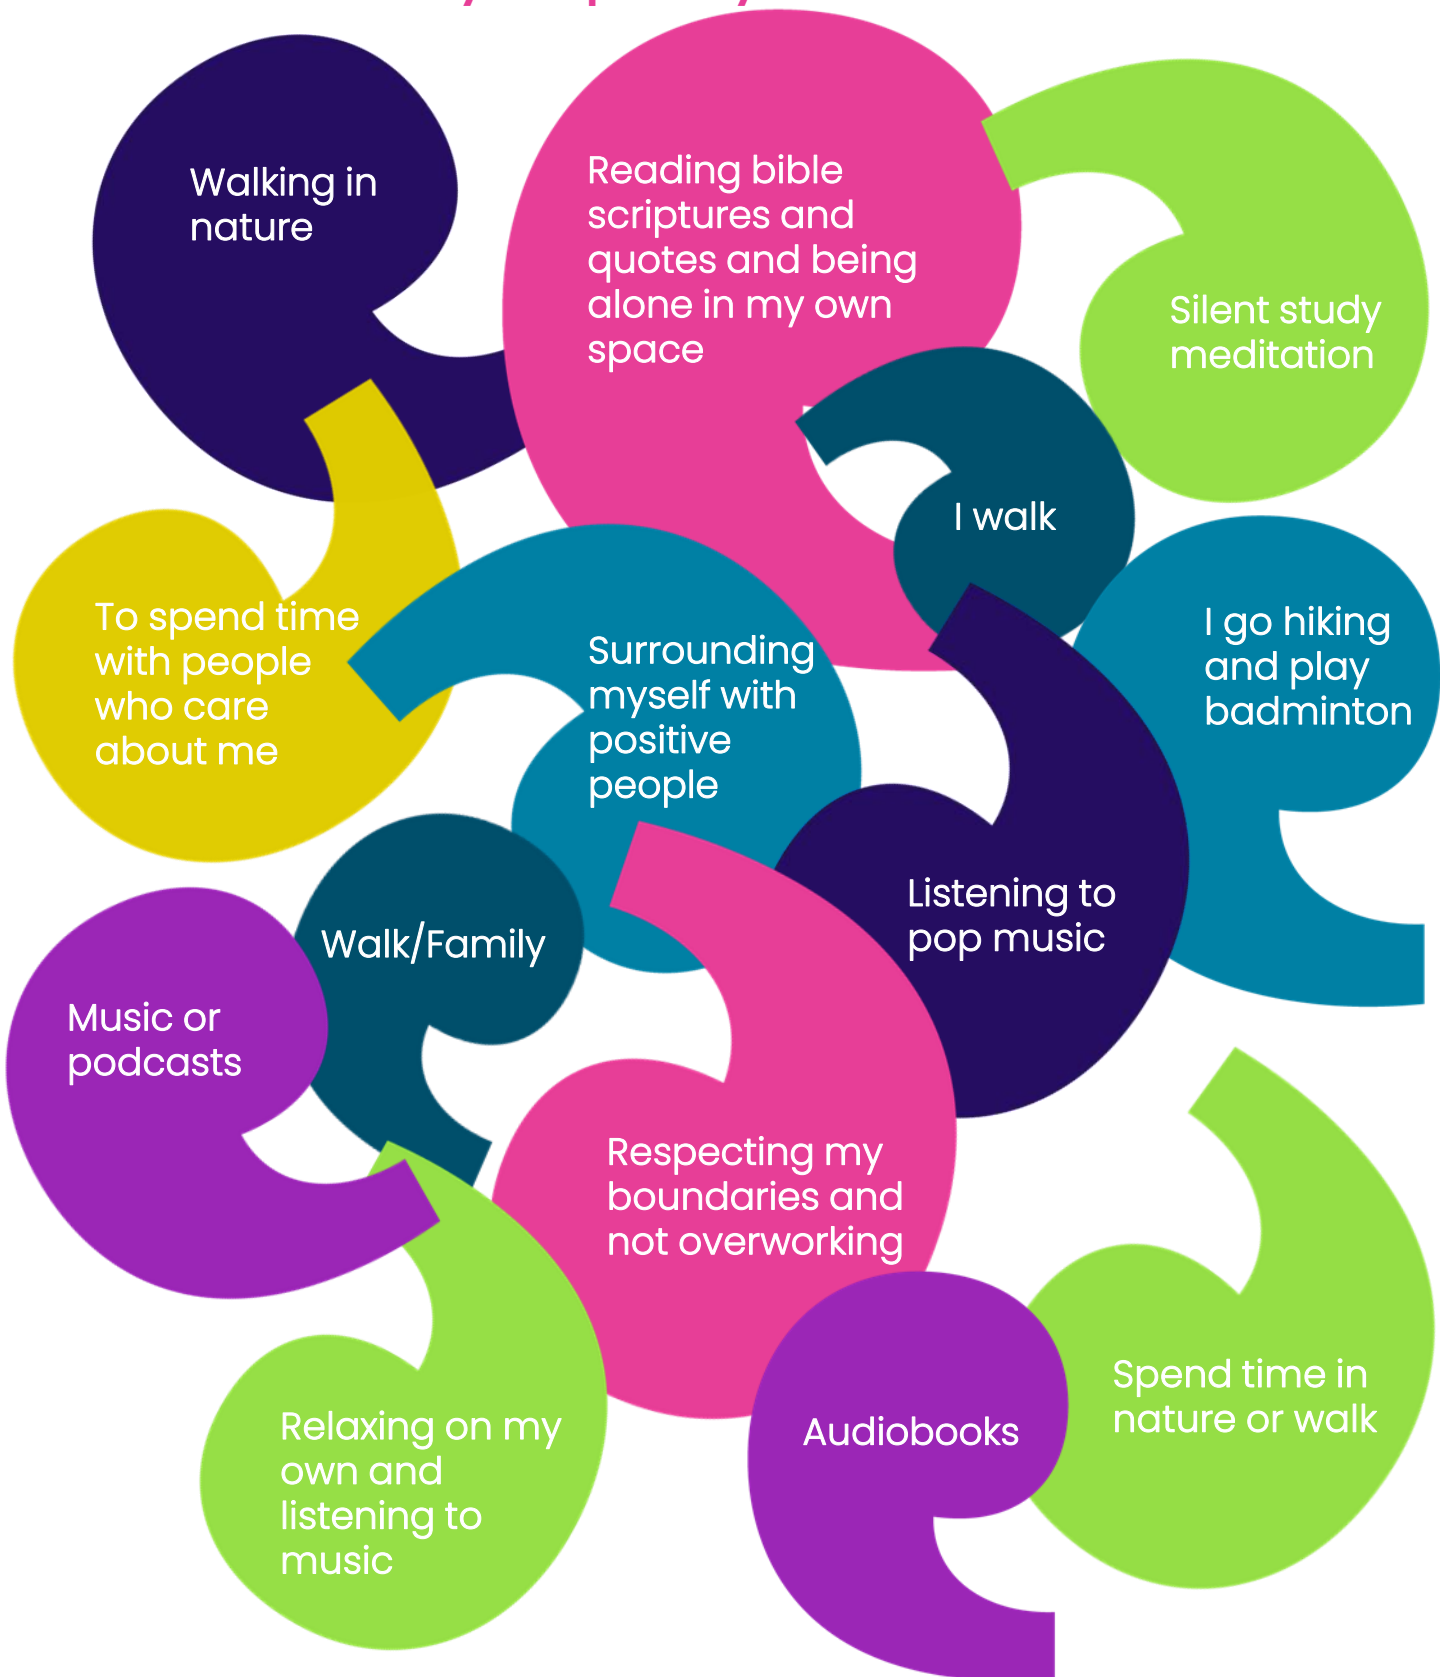 Walking in
nature
Reading bible
scriptures and
quotes and being
alone in my own
space
Silent study
meditation
I walk
To spend time
with people
who care
about me
Surrounding
myself with
positive
people
I go hiking
and play
badminton
Listening to
pop music
Walk/Family
Music or
podcasts
Respecting my
boundaries and
not overworking
Spend time in
nature or walk
Audiobooks
Relaxing on my
own and
listening to
music